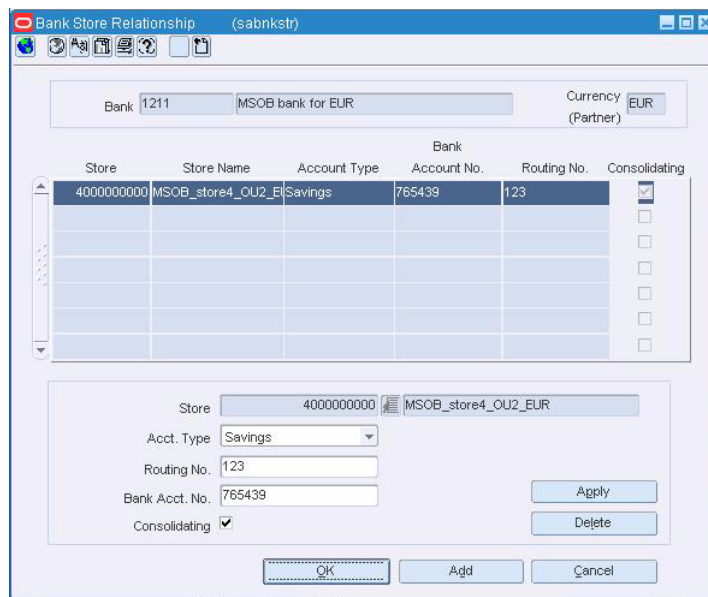 Bank Store Relationship (sabnkstr)
Bank 1211 MSOB bank for EUR Currency (Partner) EUR
Store Store Name Account Type Bank Account No. Routing No. Consolidating
4000000000 MSOB_store4_OU2_EU Savings 765439 123
Store 4000000000 MSOB_store4_OU2_EUR
Acct. Type Savings
Routing No. 123
Bank Acct. No. 765439
Apply
Consolidating
Delete
OK Add Cancel